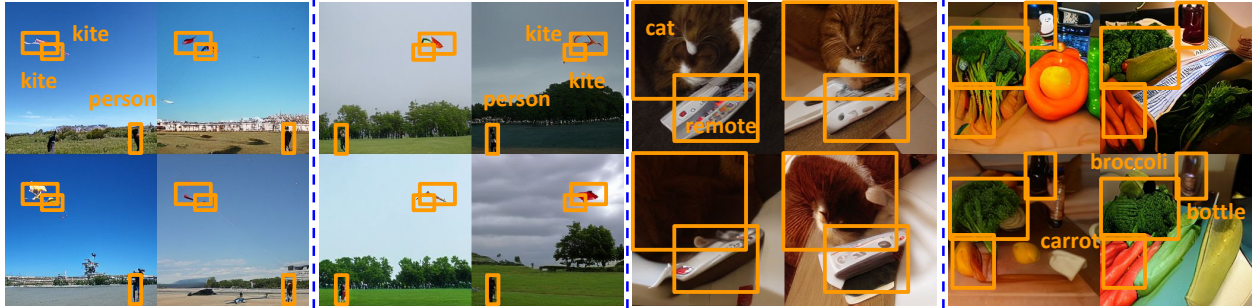 kite
kite
person
kite
kite
person
cat
remote
broccoli
bottle
carrot